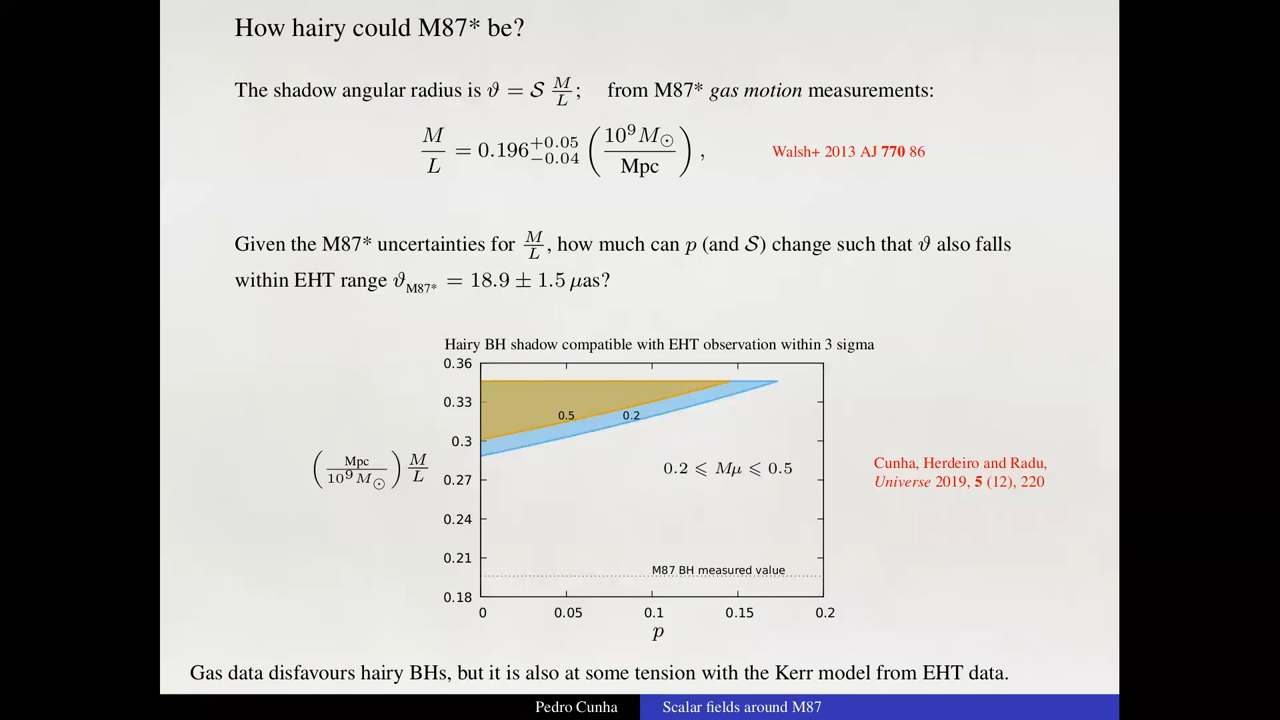 How hairy could M87* be?
The shadow angular radius is ϑ = 𝒮 M/L; from M87* gas motion measurements:
M/L = 0.196 +0.05 −0.04 (10⁹ M⊙ / Mpc),
Walsh+ 2013 AJ 770 86
Given the M87* uncertainties for M/L, how much can p (and 𝒮) change such that ϑ also falls
within EHT range ϑ_M87* = 18.9 ± 1.5 μas?
Hairy BH shadow compatible with EHT observation within 3 sigma
0.36
0.33
0.3
0.27
0.24
0.21
0.18
0.5
0.2
(Mpc / 10⁹ M⊙) M/L
0.2 ⩽ Mμ ⩽ 0.5
M87 BH measured value
0
0.05
0.1
0.15
0.2
p
Cunha, Herdeiro and Radu,
Universe 2019, 5 (12), 220
Gas data disfavours hairy BHs, but it is also at some tension with the Kerr model from EHT data.
Pedro Cunha
Scalar fields around M87